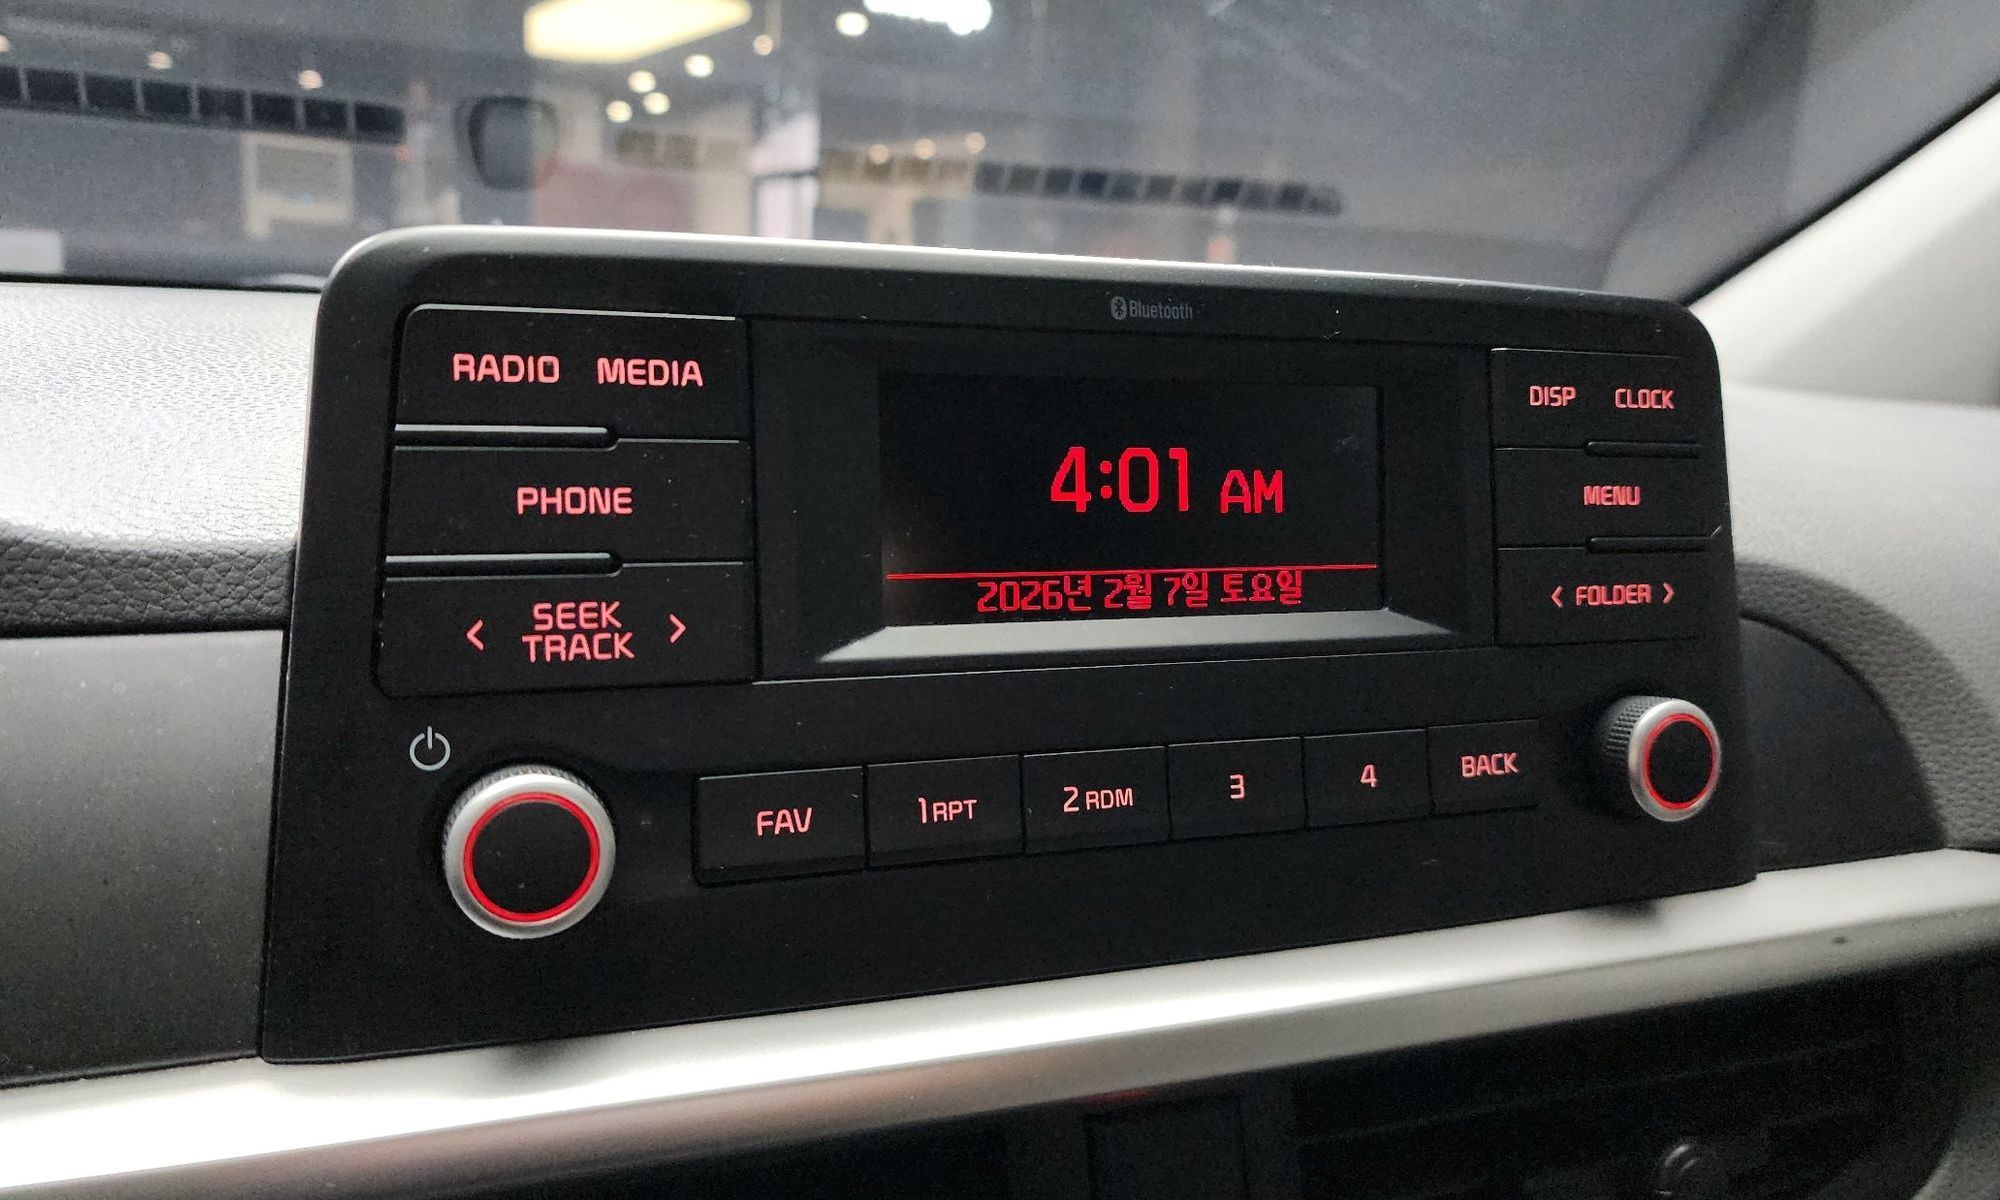 Bluetooth
RADIO MEDIA
PHONE
< SEEK TRACK >
4:01 AM
2026년 2월 7일 토요일
DISP CLOCK
MENU
< FOLDER >
FAV 1 RPT 2 RDM 3 4 BACK